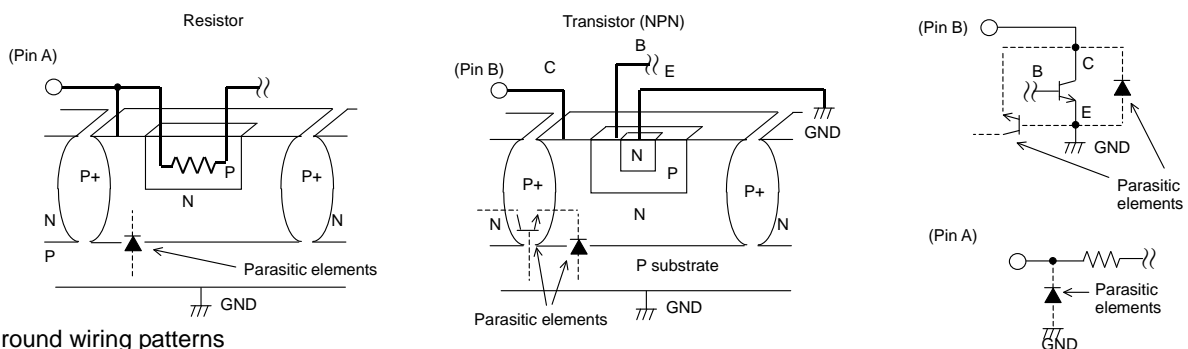 Resistor
(Pin A)
P+
P
P+
N
N
N
P
Parasitic elements
GND
Transistor (NPN)
(Pin B)
C
B
E
GND
N
P
P+
P+
N
N
N
P substrate
Parasitic elements
GND
(Pin B)
C
B
E
GND
Parasitic
elements
(Pin A)
Parasitic
elements
GND
round wiring patterns